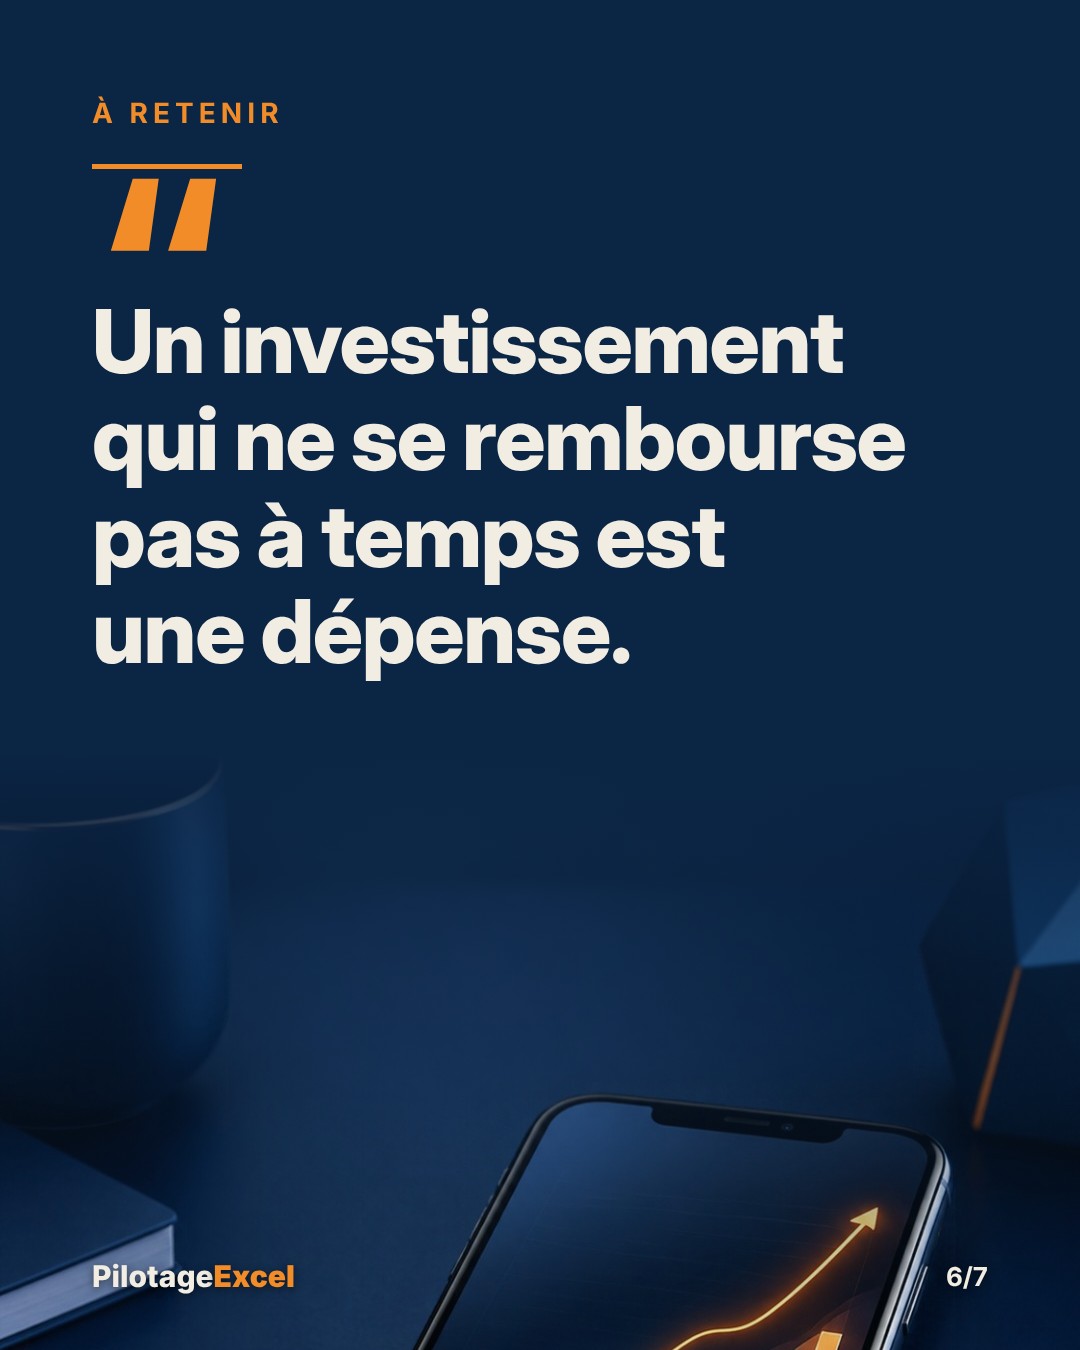 À RETENIR
“
Un investissement
qui ne se rembourse
pas à temps est
une dépense.
PilotageExcel
6/7